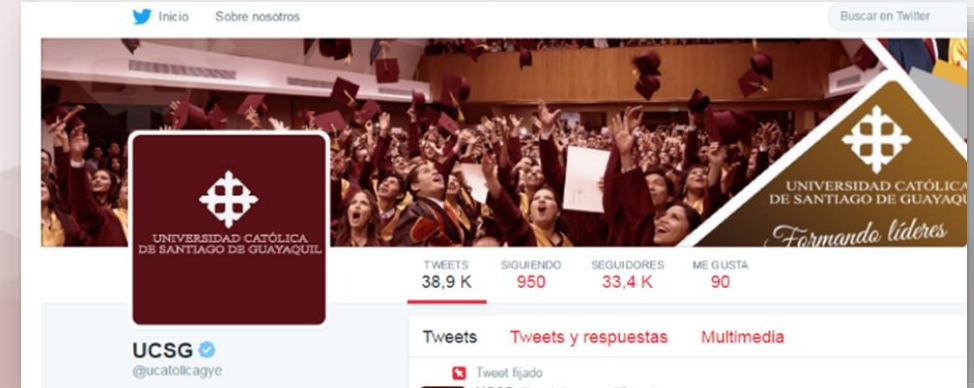 Inicio Sobre nosotros
Buscar en Twitter
UNIVERSIDAD CATÓLICA
DE SANTIAGO DE
Formando líderes
UNIVERSIDAD CATÓLICA
DE SANTIAGO DE GUAYAQUIL
TWEETS SIGUIENDO SEGUIDORES ME GUSTA
38,9 K 950 33,4 K 90
Tweets Tweets y respuestas Multimedia
UCSG
@ucatolicagye
Tweet fijado